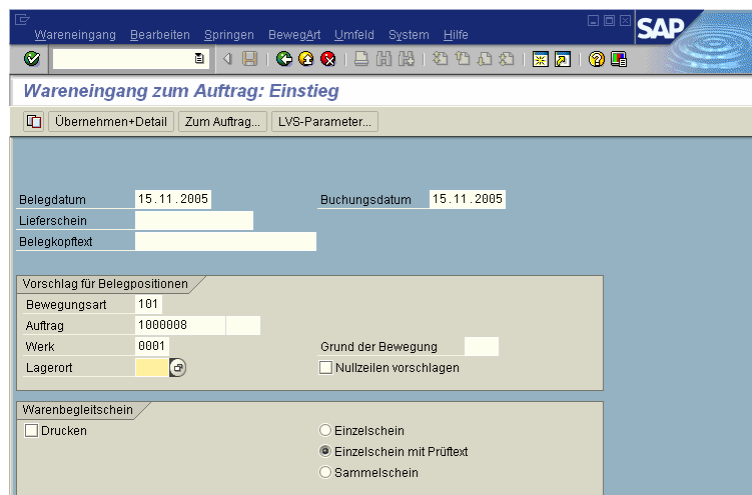 Wareneingang Bearbeiten Springen BewegArt Umfeld System Hilfe
SAP
Wareneingang zum Auftrag: Einstieg
Übernehmen+Detail Zum Auftrag... LVS-Parameter...
Belegdatum 15.11.2005 Buchungsdatum 15.11.2005
Lieferschein
Belegkopftext
Vorschlag für Belegpositionen
Bewegungsart 101
Auftrag 1000008
Werk 0001 Grund der Bewegung
Lagerort Nullzeilen vorschlagen
Warenbegleitschein
Drucken Einzelschein
Einzelschein mit Prüftext
Sammelschein